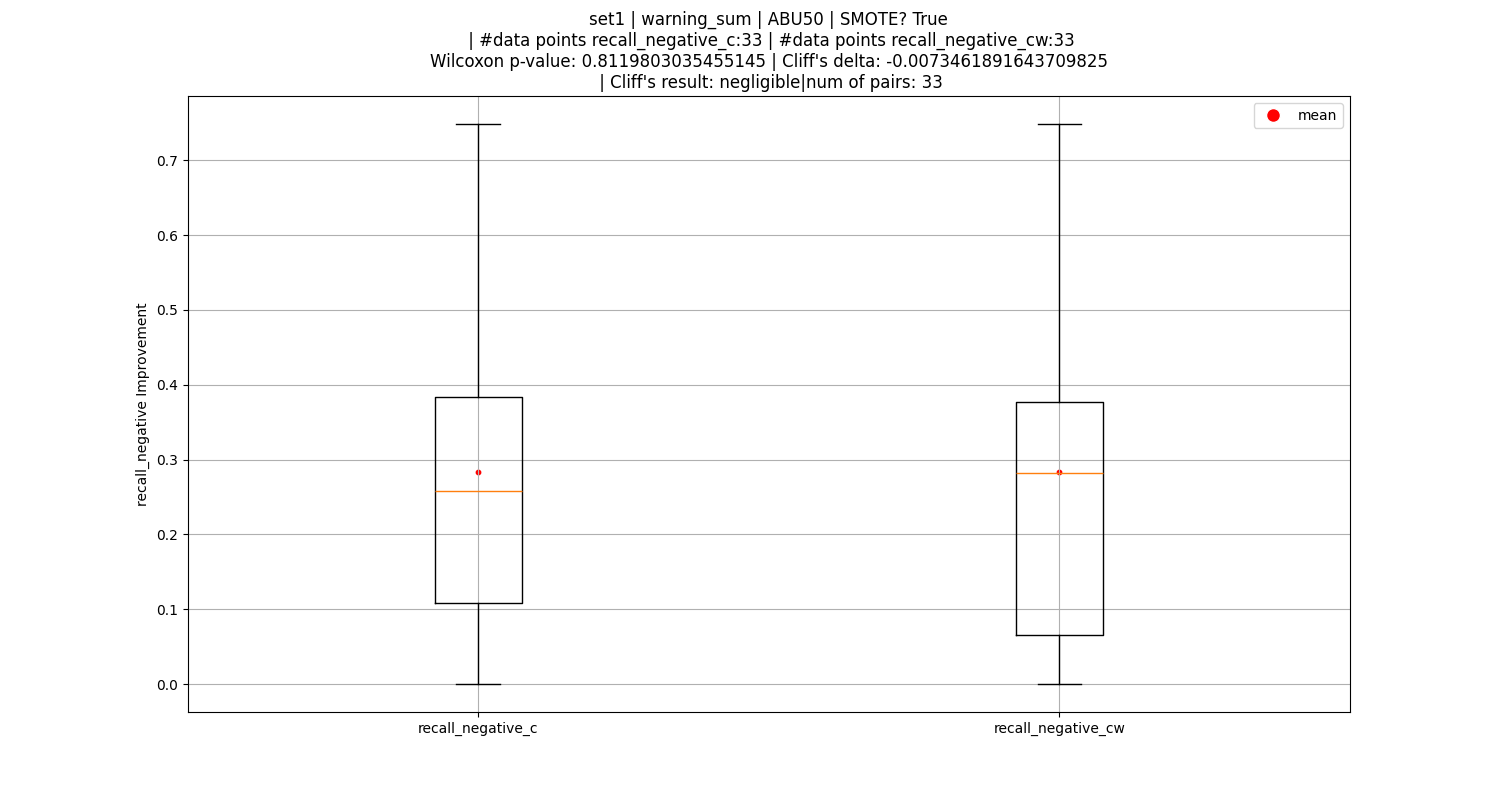 set1 | warning_sum | ABU50 | SMOTE? True
| #data points recall_negative_c:33 | #data points recall_negative_cw:33
Wilcoxon p-value: 0.8119803035455145 | Cliff's delta: -0.0073461891643709825
| Cliff's result: negligible|num of pairs: 33
mean
0.7
0.6
0.5
0.4
0.3
0.2
0.1
0.0
recall_negative Improvement
recall_negative_c
recall_negative_cw